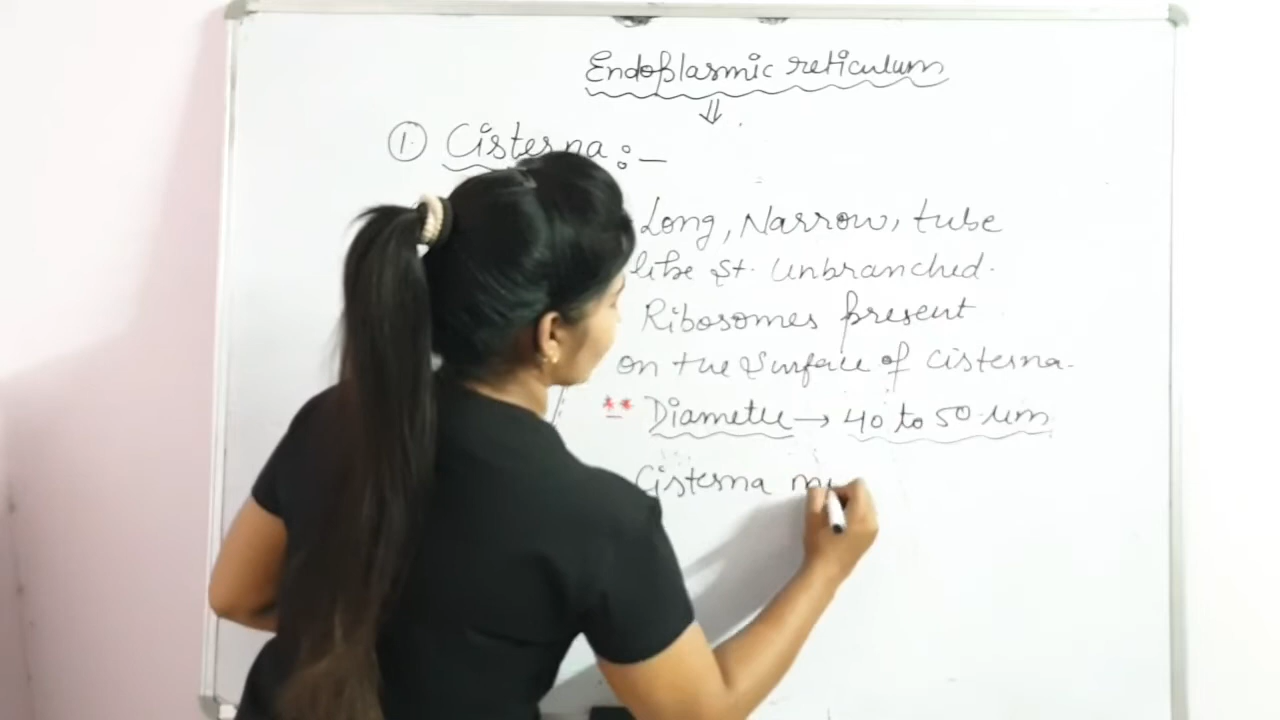 Endoplasmic reticulum
⇓
① Cisterna :-
Long, Narrow, tube
like st. Unbranched.
Ribosomes present
on the surface of cisterna.
** Diameter → 40 to 50 um
Cisterna